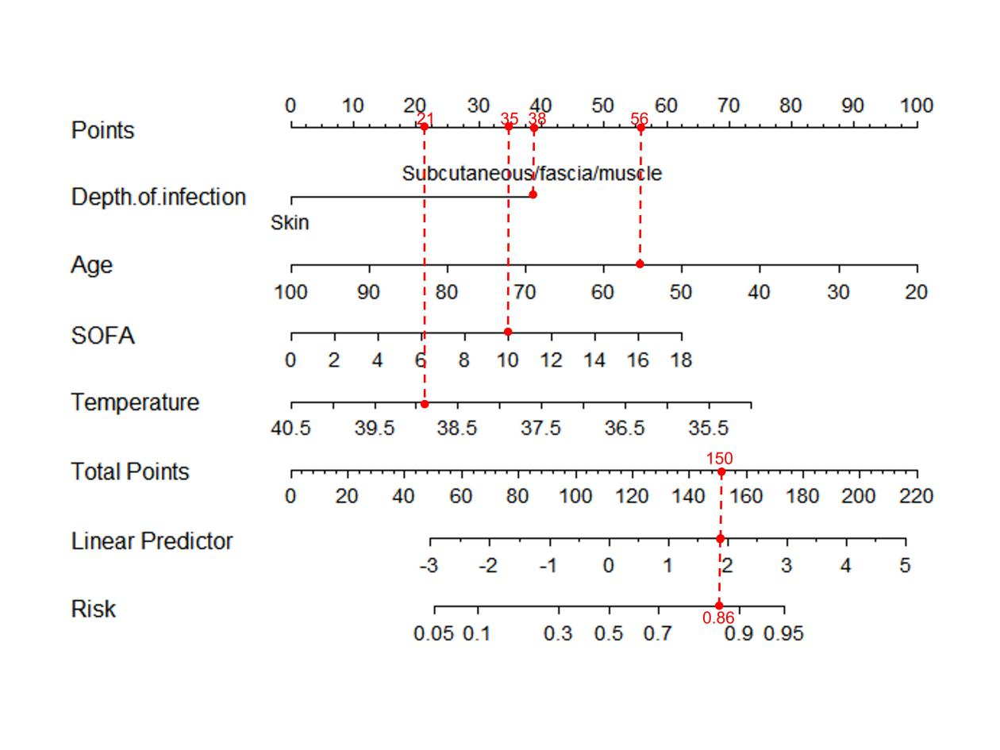 0 10 20 30 40 50 60 70 80 90 100
21 35 38 56
Points
Subcutaneous/fascia/muscle
Depth.of.infection
Skin
Age
100 90 80 70 60 50 40 30 20
SOFA
0 2 4 6 8 10 12 14 16 18
Temperature
40.5 39.5 38.5 37.5 36.5 35.5
150
Total Points
0 20 40 60 80 100 120 140 160 180 200 220
Linear Predictor
-3 -2 -1 0 1 2 3 4 5
Risk
0.86
0.05 0.1 0.3 0.5 0.7 0.9 0.95